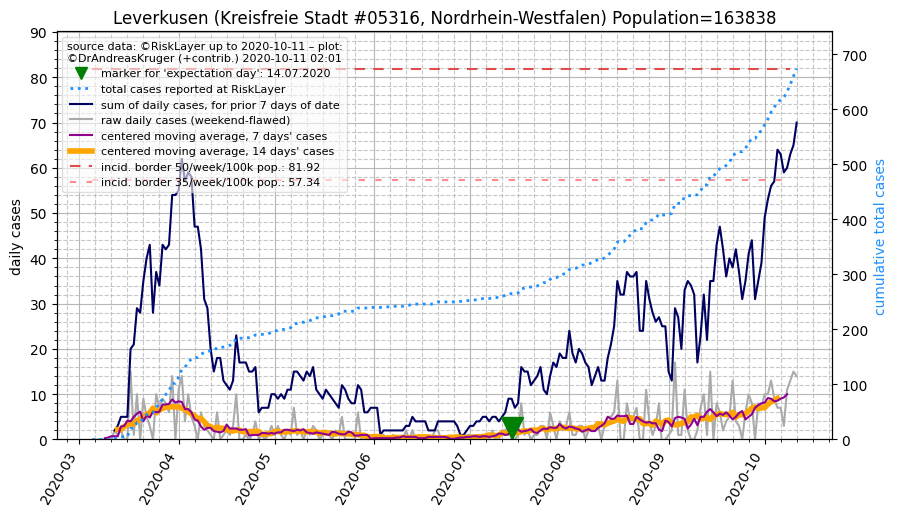 Leverkusen (Kreisfreie Stadt #05316, Nordrhein-Westfalen) Population=163838
source data: ©RiskLayer up to 2020-10-11 – plot:
©DrAndreasKruger (+contrib.) 2020-10-11 02:01
marker for 'expectation day': 14.07.2020
total cases reported at RiskLayer
sum of daily cases, for prior 7 days of date
raw daily cases (weekend-flawed)
centered moving average, 7 days' cases
centered moving average, 14 days' cases
incid. border 50/week/100k pop.: 81.92
incid. border 35/week/100k pop.: 57.34
daily cases
90
80
70
60
50
40
30
20
10
0
cumulative total cases
700
600
500
400
300
200
100
0
2020-03
2020-04
2020-05
2020-06
2020-07
2020-08
2020-09
2020-10